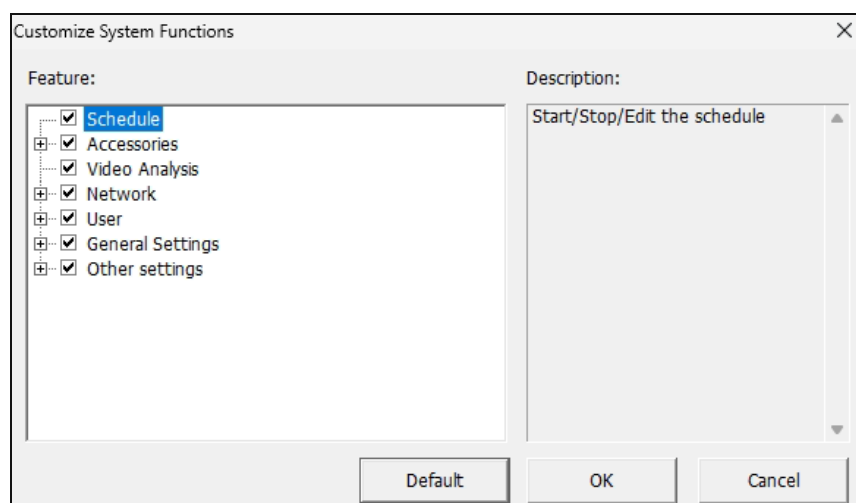 Customize System Functions
Feature:
Description:
Schedule
Accessories
Video Analysis
Network
User
General Settings
Other settings
Start/Stop/Edit the schedule
Default
OK
Cancel